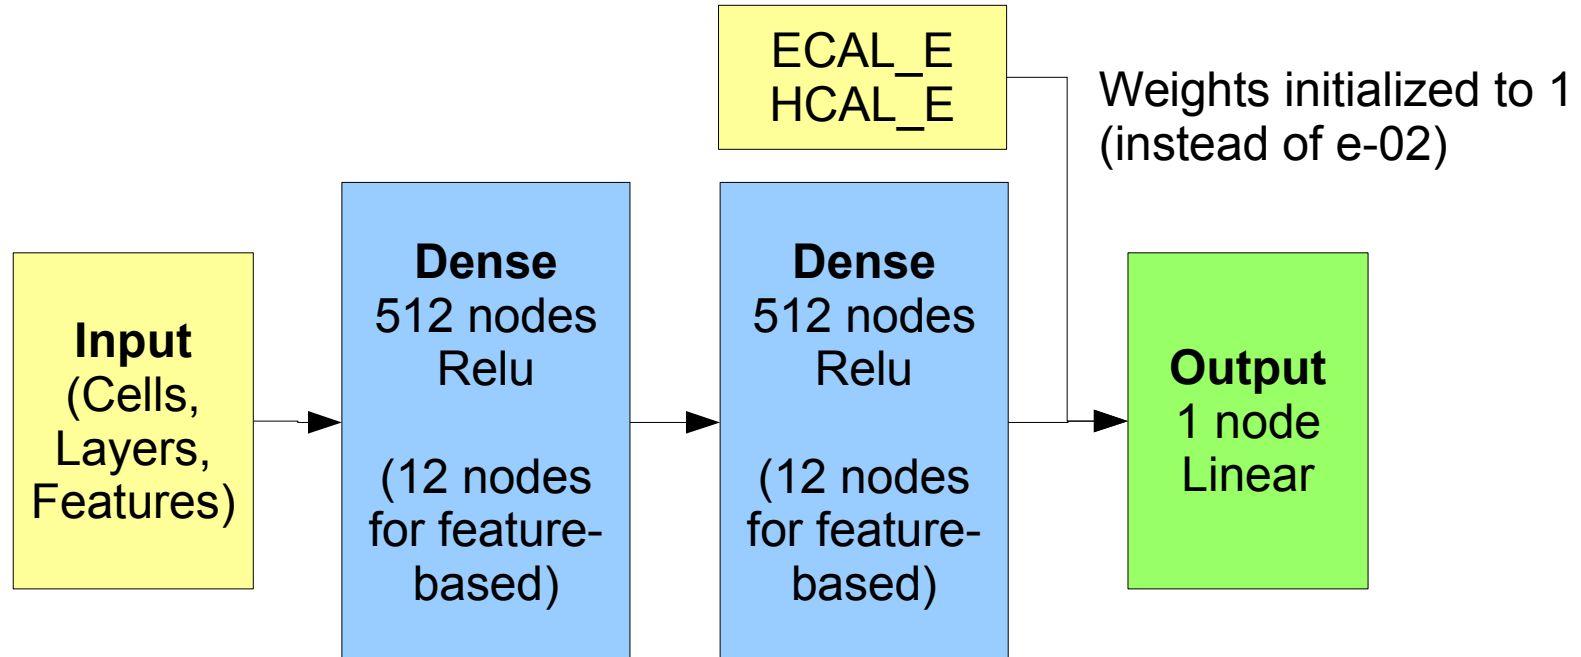 ECAL_E
HCAL_E
Weights initialized to 1
(instead of e-02)
Input
(Cells,
Layers,
Features)
Dense
512 nodes
Relu
(12 nodes
for feature-
based)
Dense
512 nodes
Relu
(12 nodes
for feature-
based)
Output
1 node
Linear